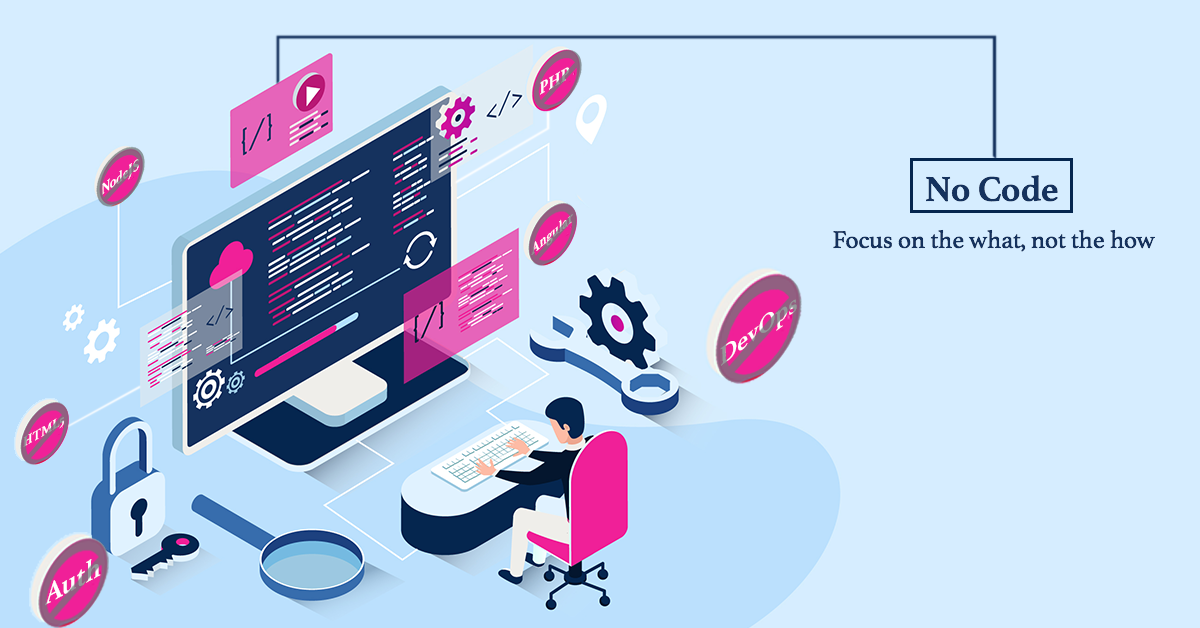 PHP
</>
{/}
NodeJS
No Code
Angular
Focus on the what, not the how
</>
{/}
DevOps
HTML5
Auth